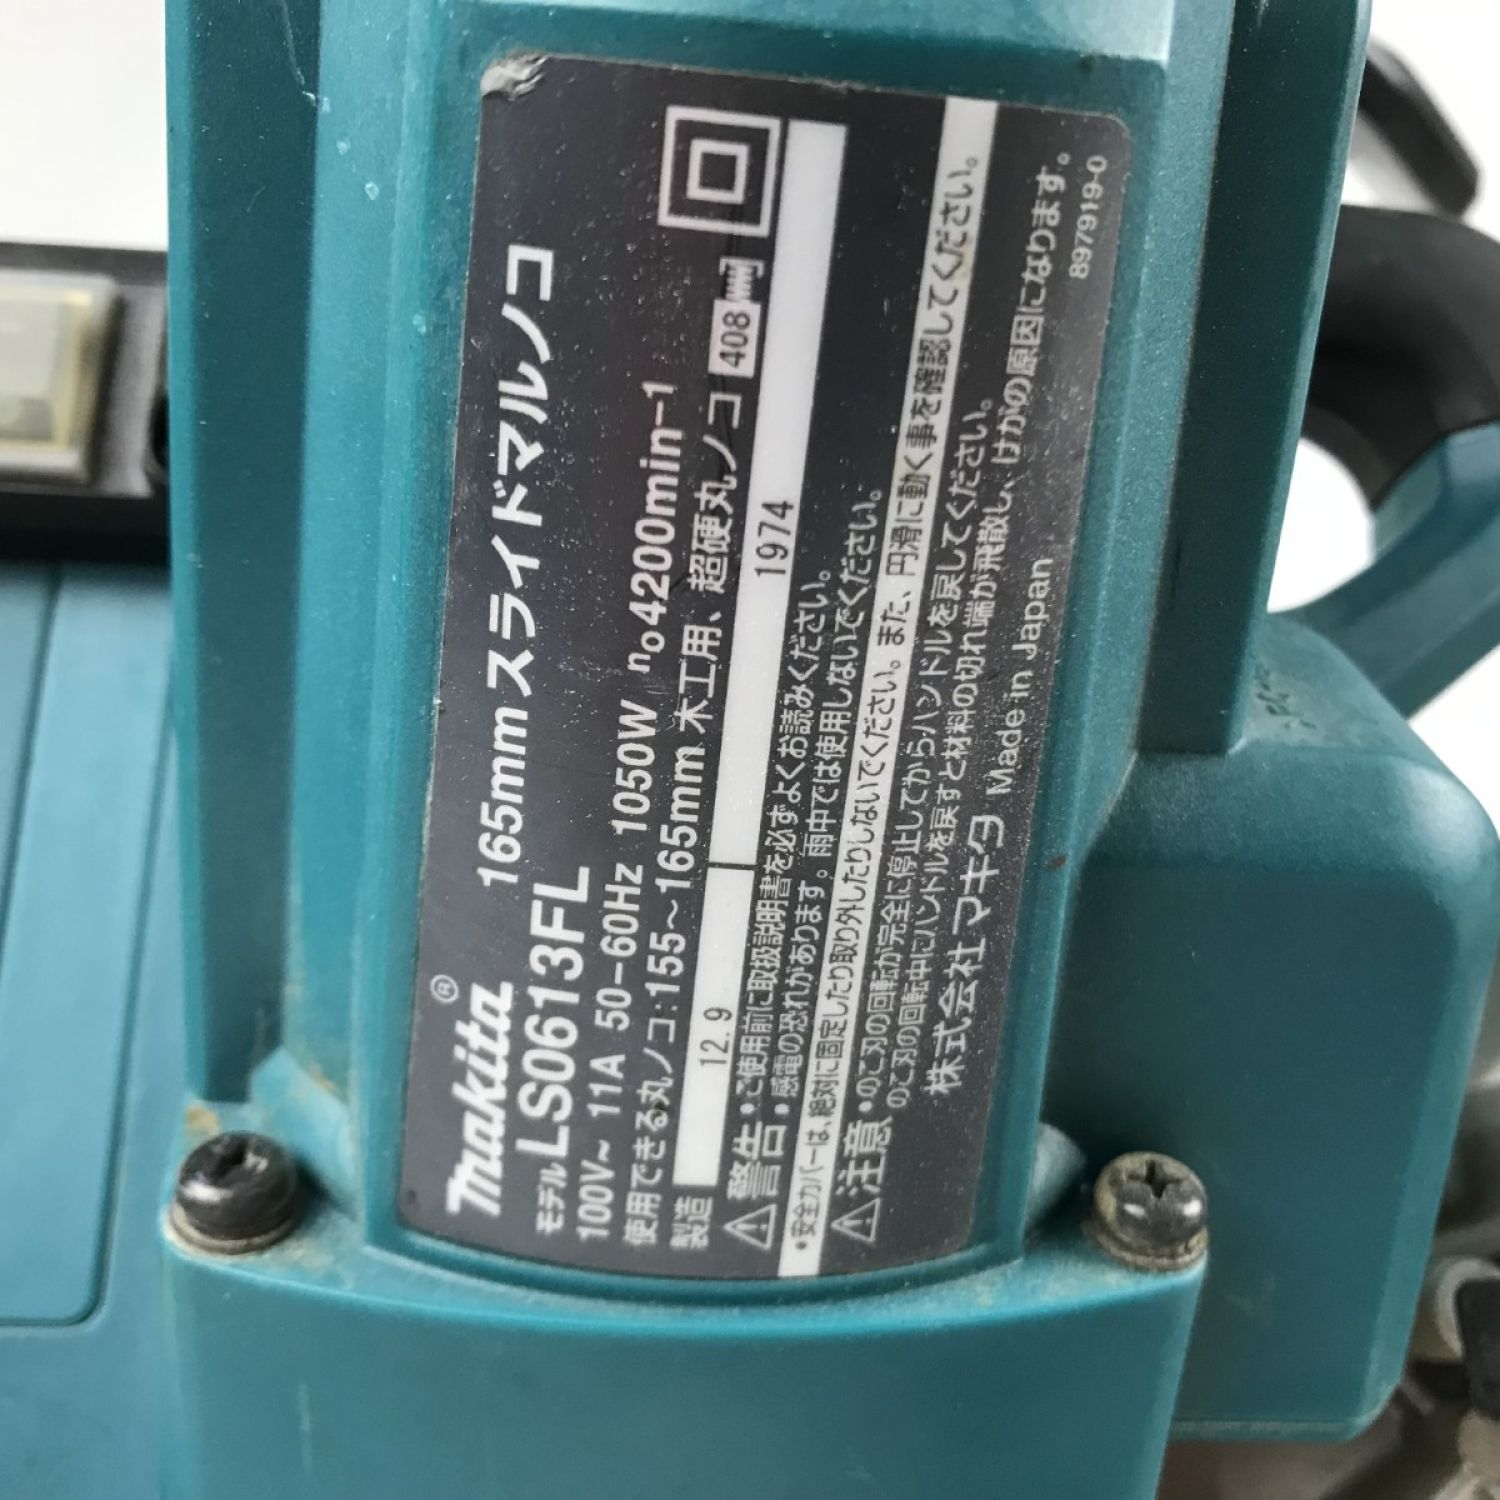 makita®
モデル LS0613FL 165mm スライドマルノコ
100V~ 11A 50-60Hz 1050W n0 4200min-1
使用できる丸ノコ:155～165mm 木工用、超硬丸ノコ 408
製造 12.9 1974
⚠警告・ご使用前に取扱説明書を必ずよくお読みください。
・感電の恐れがあります。雨中では使用しないでください。
・安全カバーは、絶対に固定したり取り外したりしないでください。また、円滑に動く事を確認してください。
⚠注意・のこ刃の回転が完全に停止してからハンドルを戻してください。
のこ刃の回転中にハンドルを戻すと材料の切れ端が飛散し、けがの原因になります。
株式会社マキタ Made in Japan
897919-0